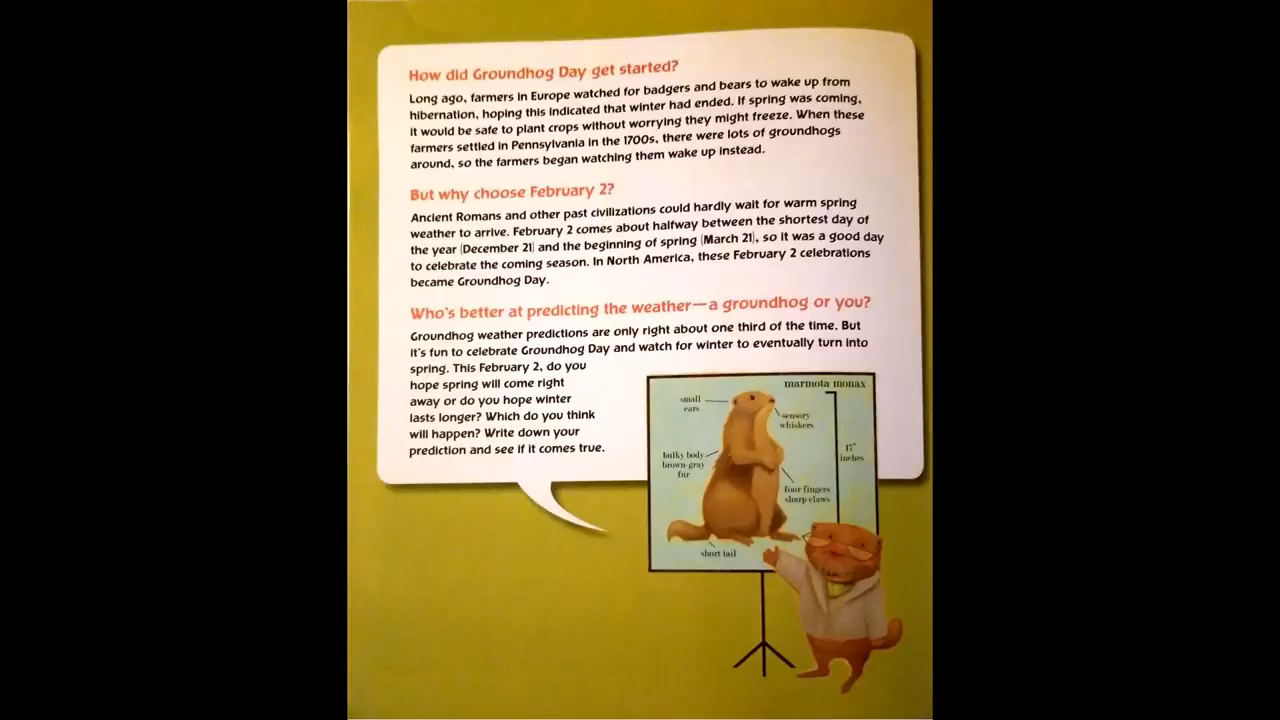 How did Groundhog Day get started?
Long ago, farmers in Europe watched for badgers and bears to wake up from
hibernation, hoping this indicated that winter had ended. If spring was coming,
it would be safe to plant crops without worrying they might freeze. When these
farmers settled in Pennsylvania in the 1700s, there were lots of groundhogs
around, so the farmers began watching them wake up instead.
But why choose February 2?
Ancient Romans and other past civilizations could hardly wait for warm spring
weather to arrive. February 2 comes about halfway between the shortest day of
the year (December 21) and the beginning of spring (March 21), so it was a good day
to celebrate the coming season. In North America, these February 2 celebrations
became Groundhog Day.
Who's better at predicting the weather—a groundhog or you?
Groundhog weather predictions are only right about one third of the time. But
it's fun to celebrate Groundhog Day and watch for winter to eventually turn into
spring. This February 2, do you
hope spring will come right
away or do you hope winter
lasts longer? Which do you think
will happen? Write down your
prediction and see if it comes true.
marmota monax
small
ears
sensory
whiskers
17"
inches
bulky body
brown-gray
fur
four fingers
sharp claws
short tail